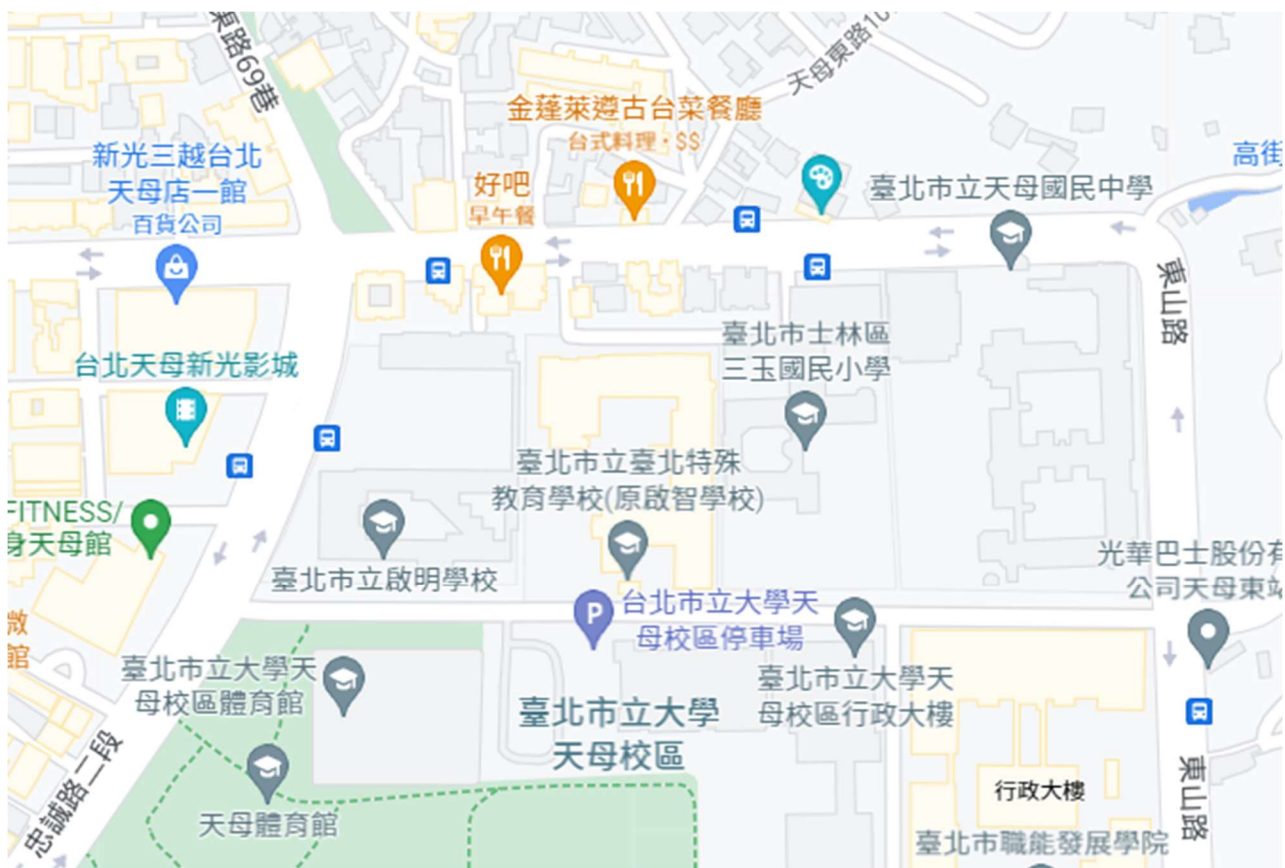 東路69巷
天母東路10
金蓬萊遵古台菜餐廳
台式料理・$$
新光三越台北
天母店一館
百貨公司
好吧
早午餐
臺北市立天母國民中學
高街
東山路
台北天母新光影城
臺北市士林區
三玉國民小學
臺北市立臺北特殊
教育學校(原啟智學校)
FITNESS/
身天母館
臺北市立啟明學校
光華巴士股份有
公司天母東站
P
台北市立大學天
母校區停車場
微
館
臺北市立大學天
母校區體育館
臺北市立大學天
母校區行政大樓
臺北市立大學
天母校區
忠誠路二段
天母體育館
行政大樓
東山路
臺北市職能發展學院